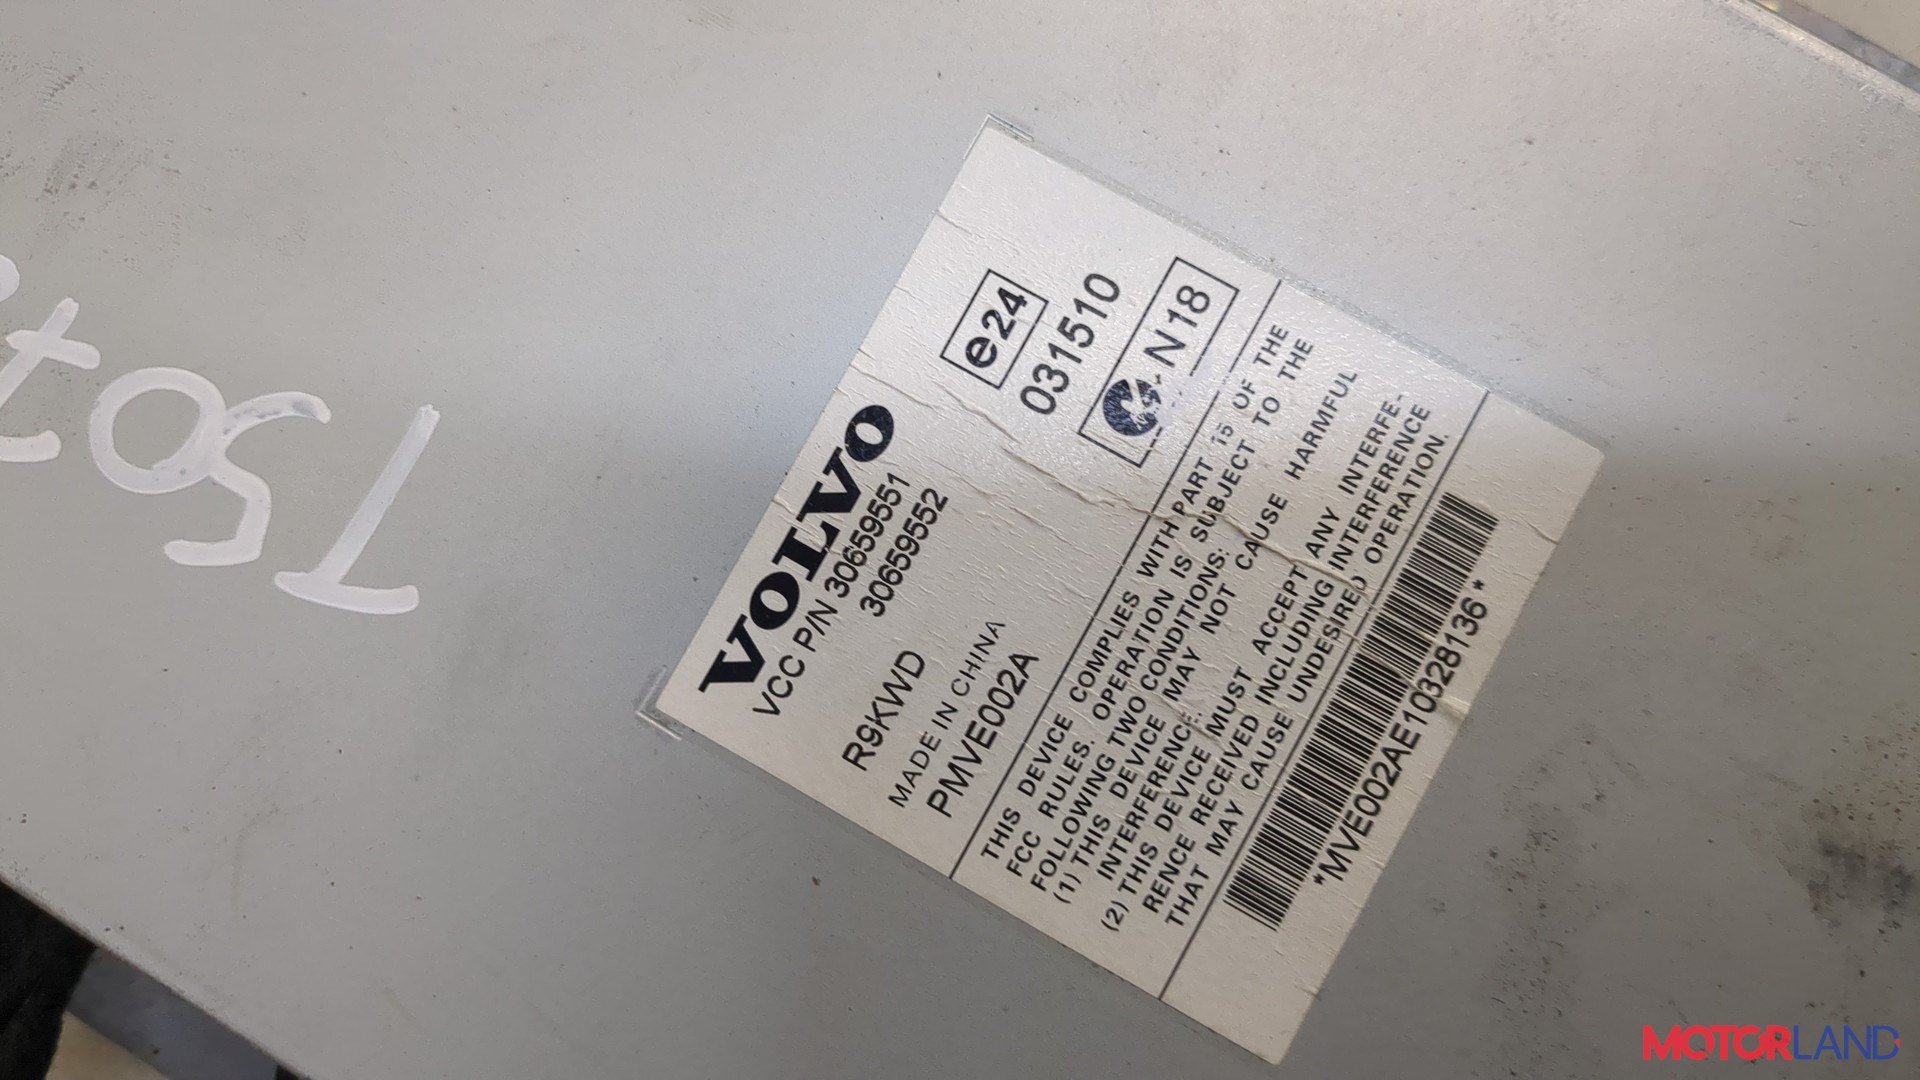 VOLVO
VCC P/N 30659551
30659552
R9KWD
MADE IN CHINA
PMVE002A
e24
031510
N18
THIS DEVICE COMPLIES WITH PART 15 OF THE
FCC RULES. OPERATION IS SUBJECT TO THE
FOLLOWING TWO CONDITIONS:
(1) THIS DEVICE MAY NOT CAUSE HARMFUL
INTERFERENCE.
(2) THIS DEVICE MUST ACCEPT ANY INTERFE-
RENCE RECEIVED INCLUDING INTERFERENCE
THAT MAY CAUSE UNDESIRED OPERATION.
*MVE002AE10328136*
MOTORLAND